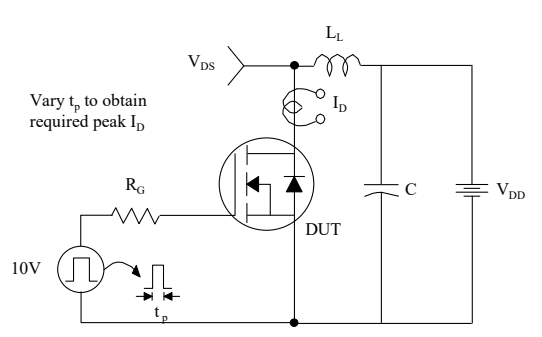 L_L
V_DS
I_D
Vary t_p to obtain
required peak I_D
R_G
C
V_DD
DUT
10V
t_p